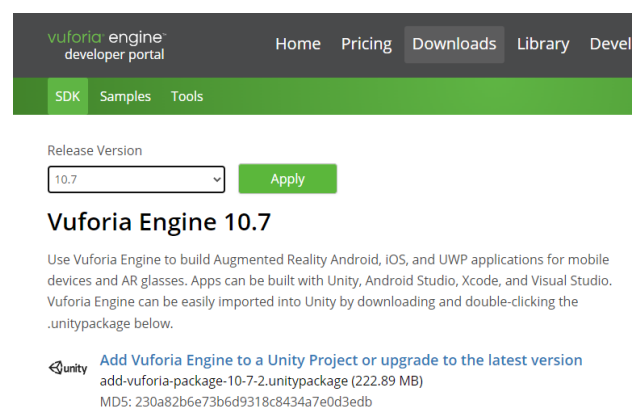 vuforia engine™
developer portal
Home Pricing Downloads Library Devel
SDK Samples Tools
Release Version
10.7
Apply
Vuforia Engine 10.7
Use Vuforia Engine to build Augmented Reality Android, iOS, and UWP applications for mobile
devices and AR glasses. Apps can be built with Unity, Android Studio, Xcode, and Visual Studio.
Vuforia Engine can be easily imported into Unity by downloading and double-clicking the
.unitypackage below.
unity
Add Vuforia Engine to a Unity Project or upgrade to the latest version
add-vuforia-package-10-7-2.unitypackage (222.89 MB)
MD5: 230a82b6e73b6d9318c8434a7e0d3edb